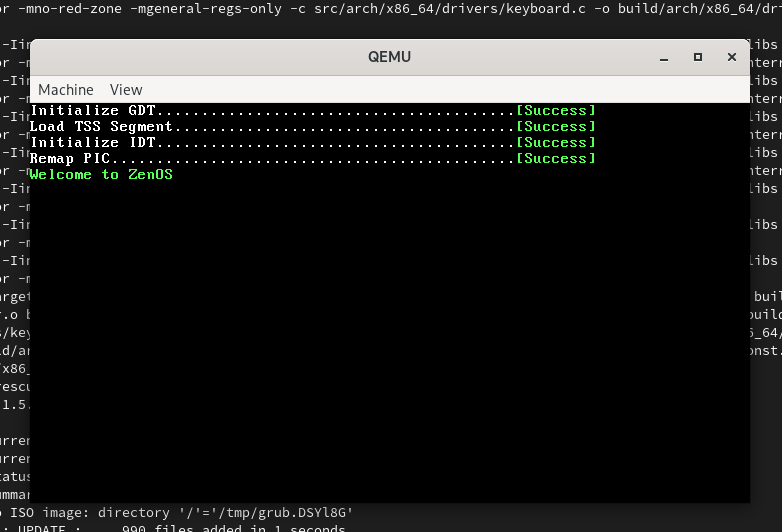 or -mno-red-zone -mgeneral-regs-only -c src/arch/x86_64/drivers/keyboard.c -o build/arch/x86_64/dri
QEMU
Machine View
Initialize GDT........................................[Success]
Load TSS Segment......................................[Success]
Initialize IDT........................................[Success]
Remap PIC.............................................[Success]
Welcome to ZenOS
ISO image: directory '/'='/tmp/grub.DSYl8G'
: UPDATE : 990 files added in 1 seconds